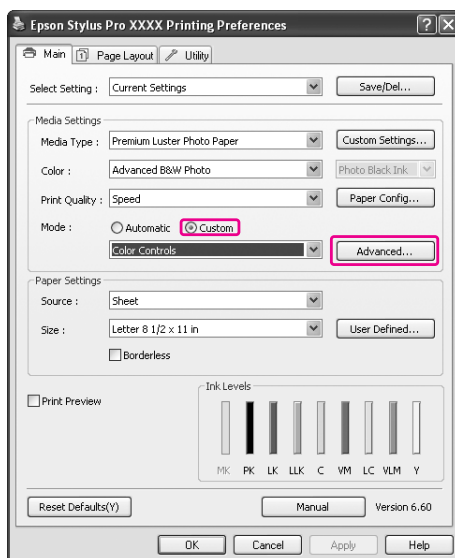 Epson Stylus Pro XXXX Printing Preferences
Main Page Layout Utility
Select Setting : Current Settings Save/Del...
Media Settings
Media Type : Premium Luster Photo Paper Custom Settings...
Color : Advanced B&W Photo Photo Black Ink
Print Quality : Speed Paper Config...
Mode : Automatic Custom
Color Controls Advanced...
Paper Settings
Source : Sheet
Size : Letter 8 1/2 x 11 in User Defined...
Borderless
Print Preview
Ink Levels
MK PK LK LLK C VM LC VLM Y
Reset Defaults(Y) Manual Version 6.60
OK Cancel Apply Help